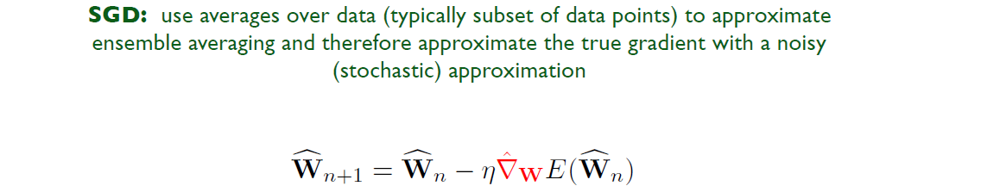 SGD: use averages over data (typically subset of data points) to approximate
ensemble averaging and therefore approximate the true gradient with a noisy
(stochastic) approximation
$\widehat{\mathbf{W}}_{n+1} = \widehat{\mathbf{W}}_n - \eta \hat{\nabla}_{\mathbf{W}} E(\widehat{\mathbf{W}}_n)$